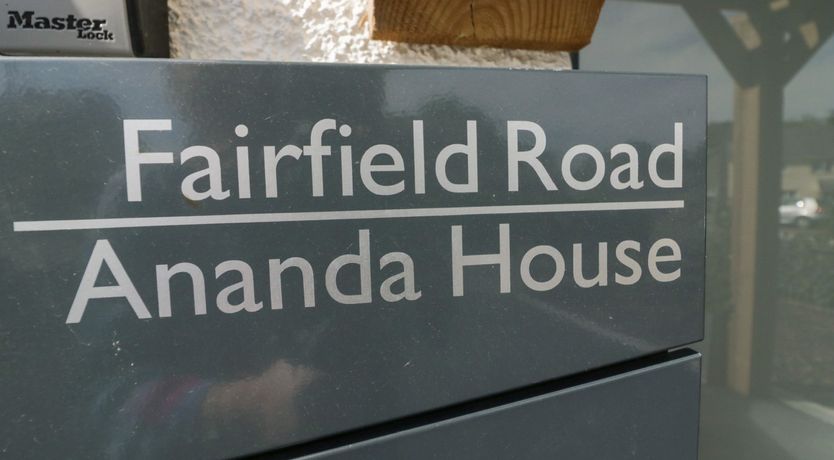 Master
Lock
Fairfield Road
Ananda House